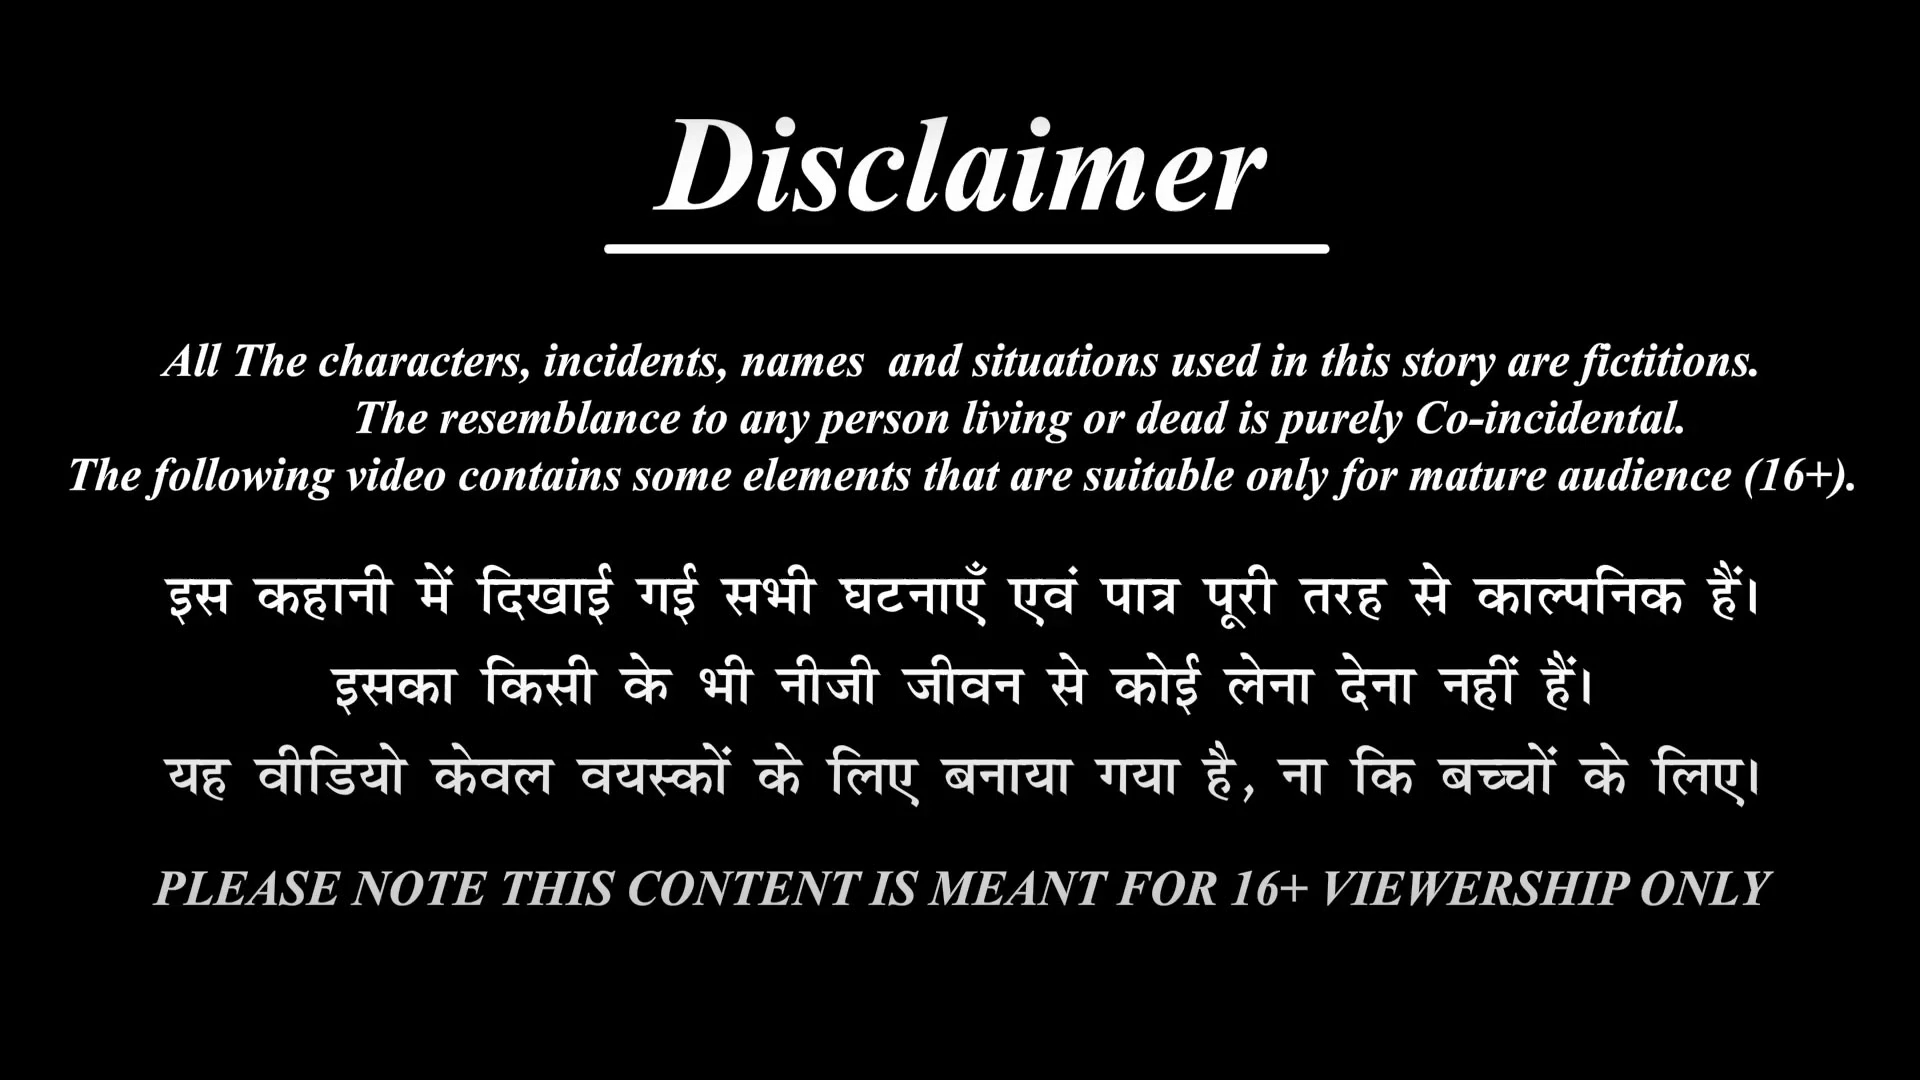 Disclaimer
All The characters, incidents, names and situations used in this story are fictitions.
The resemblance to any person living or dead is purely Co-incidental.
The following video contains some elements that are suitable only for mature audience (16+).
इस कहानी में दिखाई गई सभी घटनाएँ एवं पात्र पूरी तरह से काल्पनिक हैं।
इसका किसी के भी नीजी जीवन से कोई लेना देना नहीं हैं।
यह वीडियो केवल वयस्कों के लिए बनाया गया है, ना कि बच्चों के लिए।
PLEASE NOTE THIS CONTENT IS MEANT FOR 16+ VIEWERSHIP ONLY